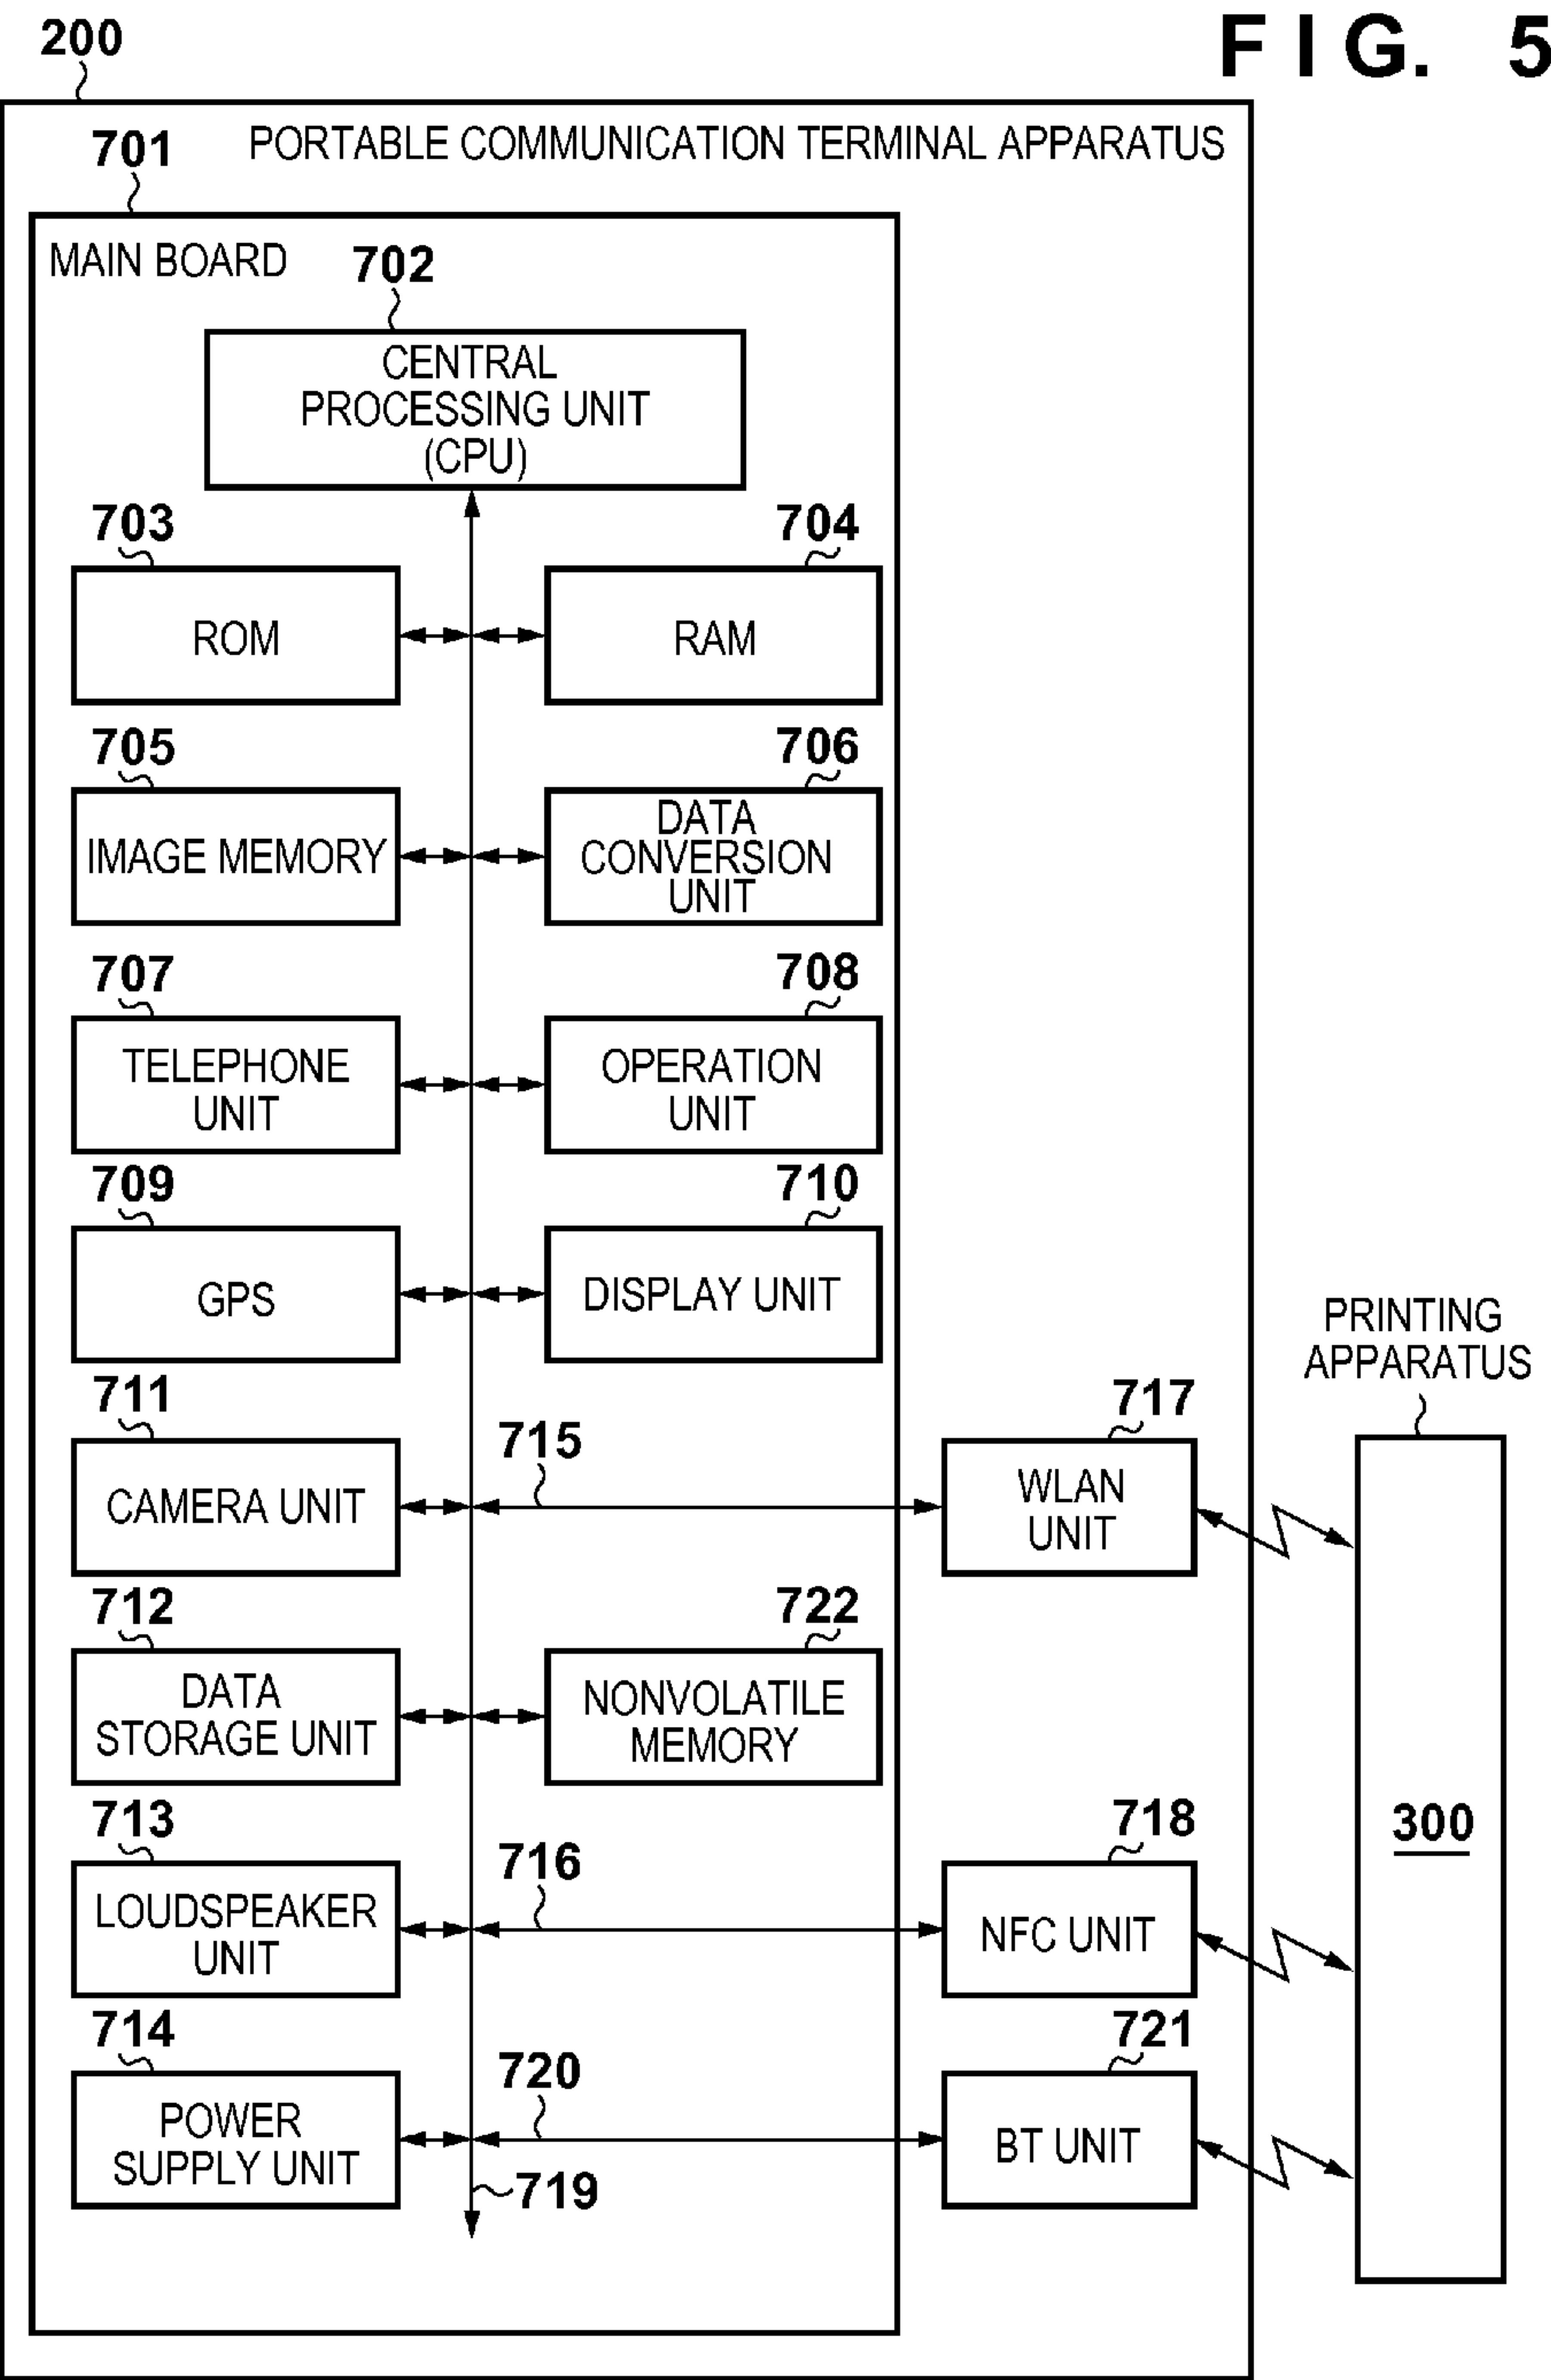 FIG. 5
200
PORTABLE COMMUNICATION TERMINAL APPARATUS
701
MAIN BOARD
702
CENTRAL
PROCESSING UNIT
(CPU)
703
ROM
704
RAM
705
IMAGE MEMORY
706
DATA
CONVERSION
UNIT
707
TELEPHONE
UNIT
708
OPERATION
UNIT
709
GPS
710
DISPLAY UNIT
711
CAMERA UNIT
715
717
WLAN
UNIT
PRINTING
APPARATUS
300
712
DATA
STORAGE UNIT
722
NONVOLATILE
MEMORY
713
LOUDSPEAKER
UNIT
716
718
NFC UNIT
714
POWER
SUPPLY UNIT
720
721
BT UNIT
719